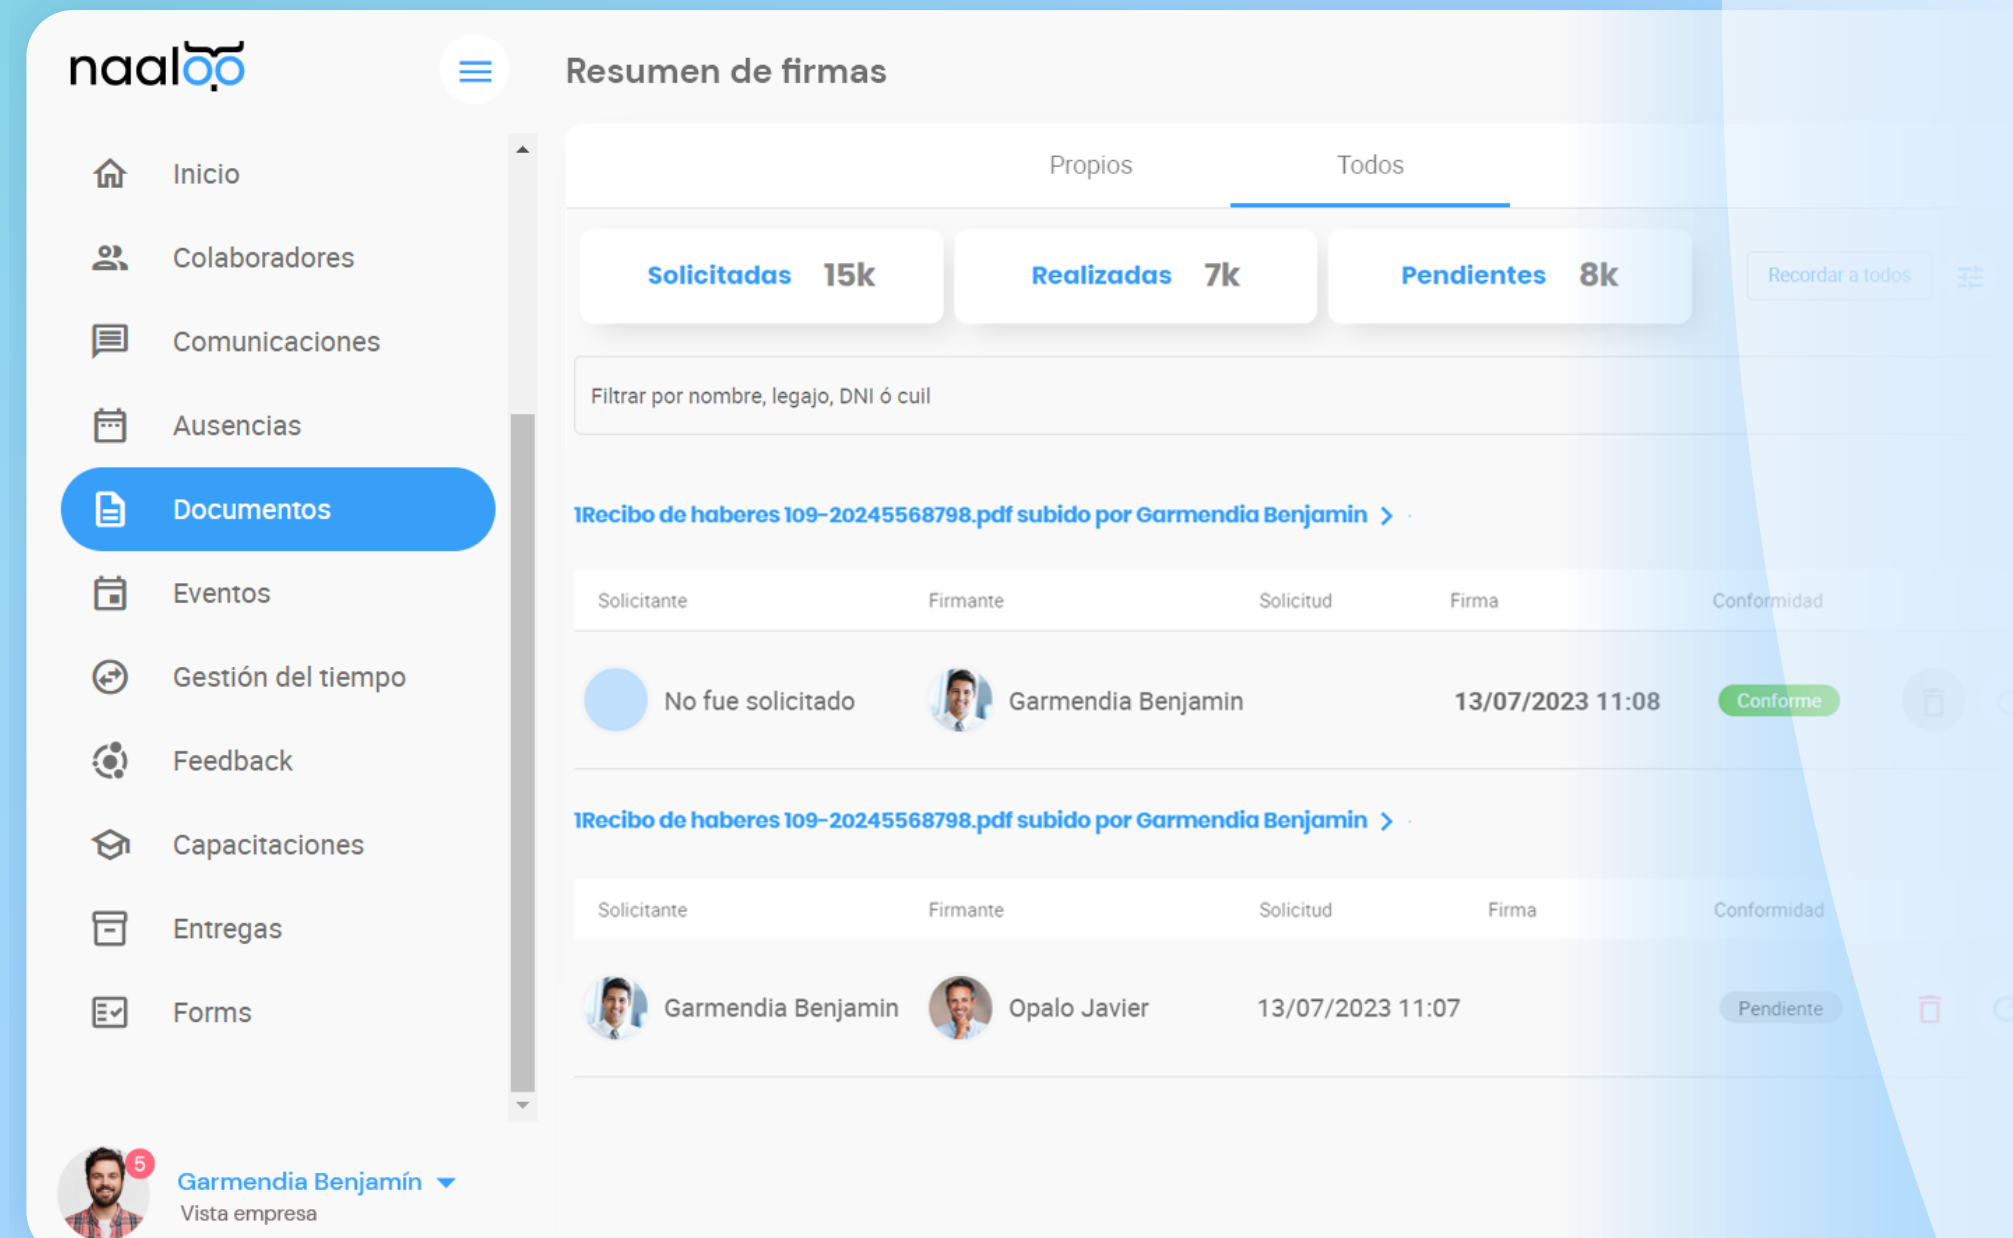 naaloo
Resumen de firmas
Inicio
Colaboradores
Comunicaciones
Ausencias
Documentos
Eventos
Gestión del tiempo
Feedback
Capacitaciones
Entregas
Forms
5
Garmendia Benjamín
Vista empresa
Propios Todos
Solicitadas 15k Realizadas 7k Pendientes 8k Recordar a todos
Filtrar por nombre, legajo, DNI ó cuil
1Recibo de haberes 109-20245568798.pdf subido por Garmendia Benjamin
Solicitante Firmante Solicitud Firma Conformidad
No fue solicitado Garmendia Benjamin 13/07/2023 11:08 Conforme
1Recibo de haberes 109-20245568798.pdf subido por Garmendia Benjamin
Solicitante Firmante Solicitud Firma Conformidad
Garmendia Benjamin Opalo Javier 13/07/2023 11:07 Pendiente